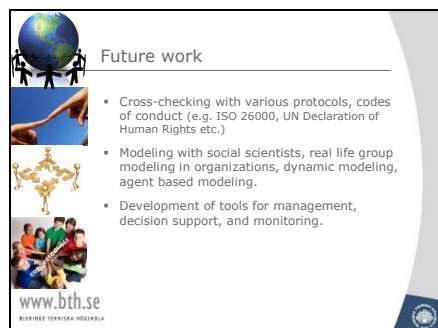 Future work
▪ Cross-checking with various protocols, codes
of conduct (e.g. ISO 26000, UN Declaration of
Human Rights etc.)
▪ Modeling with social scientists, real life group
modeling in organizations, dynamic modeling,
agent based modeling.
▪ Development of tools for management,
decision support, and monitoring.
www.bth.se
BLEKINGE TEKNISKA HÖGSKOLA